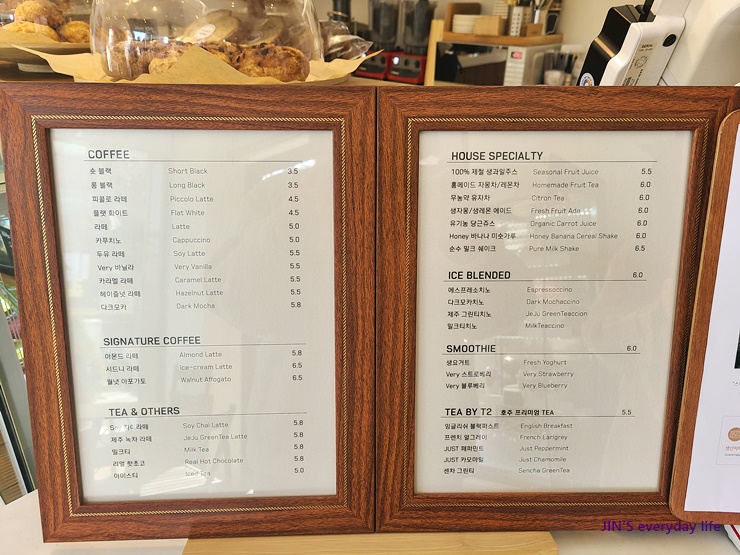 COFFEE
숏 블랙 Short Black 3.5
롱 블랙 Long Black 3.5
피콜로 라떼 Piccolo Latte 4.5
플랫 화이트 Flat White 4.5
라떼 Latte 5.0
카푸치노 Cappuccino 5.0
두유 라떼 Soy Latte 5.5
Very 바닐라 Very Vanilla 5.5
카라멜 라떼 Caramel Latte 5.5
헤이즐넛 라떼 Hazelnut Latte 5.5
다크모카 Dark Mocha 5.8
SIGNATURE COFFEE
아몬드 라떼 Almond Latte 5.8
시드니 라떼 Ice-cream Latte 6.5
월넛 아포가토 Walnut Affogato 6.5
TEA & OTHERS
Soy 차이 라떼 Soy Chai Latte 5.8
제주 녹차 라떼 JeJu GreenTea Latte 5.8
밀크티 Milk Tea 5.8
리얼 핫초코 Real Hot Chocolate 5.8
아이스티 Iced Tea 5.0
HOUSE SPECIALTY
100% 제철 생과일주스 Seasonal Fruit Juice 5.5
홈메이드 자몽차/레몬차 Homemade Fruit Tea 6.0
무농약 유자차 Citron Tea 6.0
생자몽/생레몬 에이드 Fresh Fruit Ade 6.0
유기농 당근쥬스 Organic Carrot Juice 6.0
Honey 바나나 미숫가루 Honey Banana Cereal Shake 6.0
순수 밀크 쉐이크 Pure Milk Shake 6.5
ICE BLENDED 6.0
에스프레소치노 Espressoccino
다크모카치노 Dark Mochaccino
제주 그린티치노 JeJu GreenTeaccion
밀크티치노 MilkTeaccino
SMOOTHIE 6.0
생요거트 Fresh Yoghurt
Very 스트로베리 Very Strawberry
Very 블루베리 Very Blueberry
TEA BY T2 호주 프리미엄 TEA 5.5
잉글리쉬 블랙퍼스트 English Breakfast
프렌치 얼그레이 French Earlgrey
JUST 페퍼민트 Just Peppermint
JUST 카모마일 Just Chamomile
센차 그린티 Sencha GreenTea
JIN'S everyday life